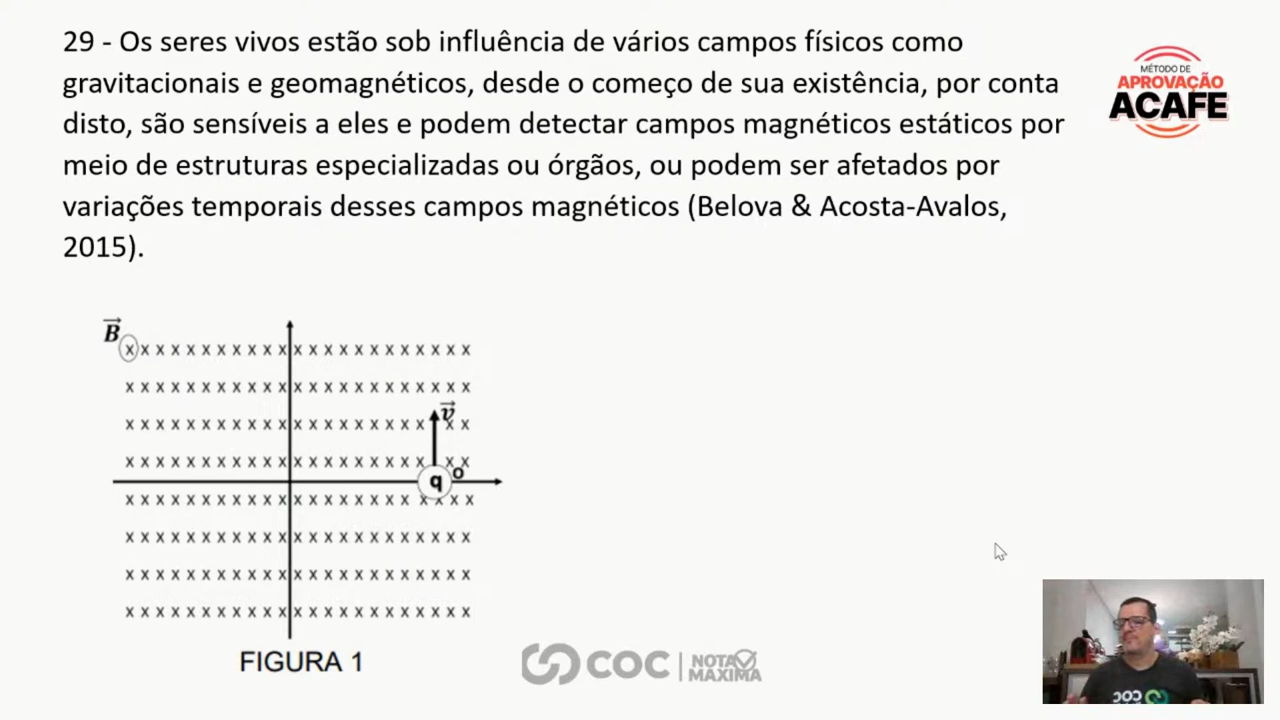 29 - Os seres vivos estão sob influência de vários campos físicos como
gravitacionais e geomagnéticos, desde o começo de sua existência, por conta
disto, são sensíveis a eles e podem detectar campos magnéticos estáticos por
meio de estruturas especializadas ou órgãos, ou podem ser afetados por
variações temporais desses campos magnéticos (Belova & Acosta-Avalos,
2015).
MÉTODO DE
APROVAÇÃO
ACAFE
B
x x x x x x x x x x x x x x x x x x x x x x x
x x x x x x x x x x x x x x x x x x x x x x x
x x x x x x x x x x x x x x x x x x x x v x x
x x x x x x x x x x x x x x x x x x x x x x
q o
x x x x x x x x x x x x x x x x x x x x x x x
x x x x x x x x x x x x x x x x x x x x x x x
x x x x x x x x x x x x x x x x x x x x x x x
x x x x x x x x x x x x x x x x x x x x x x x
FIGURA 1
COC
NOTA
MAXIMA
COC